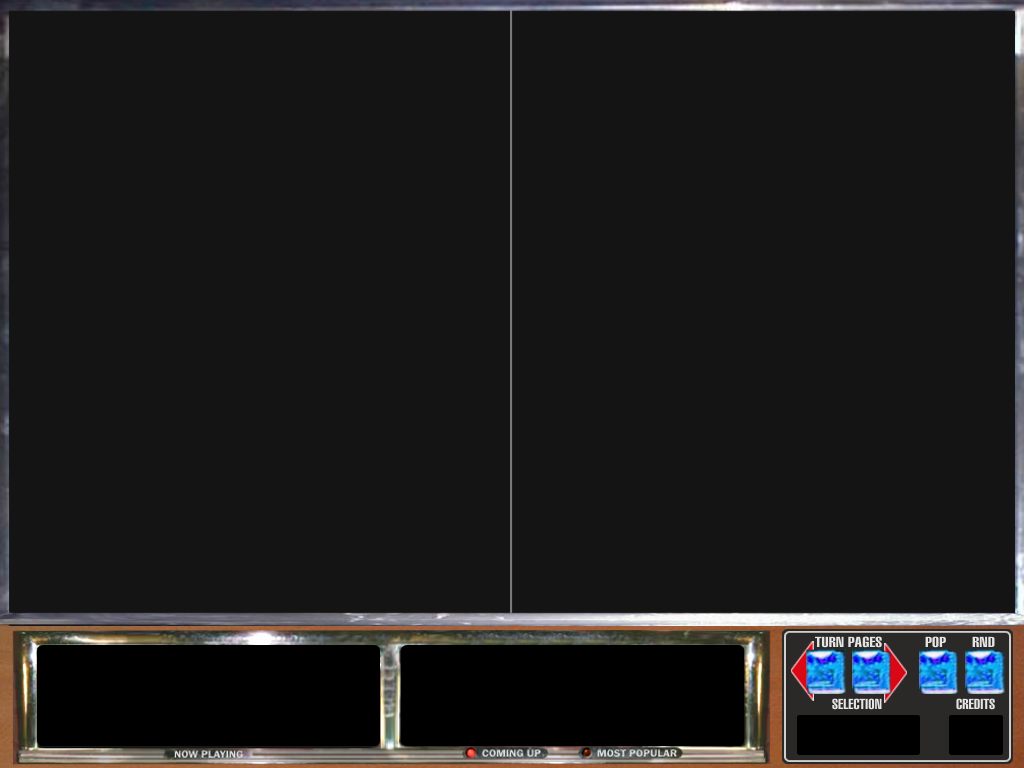 TURN PAGES
POP
RND
SELECTION
CREDITS
NOW PLAYING
COMING UP
MOST POPULAR